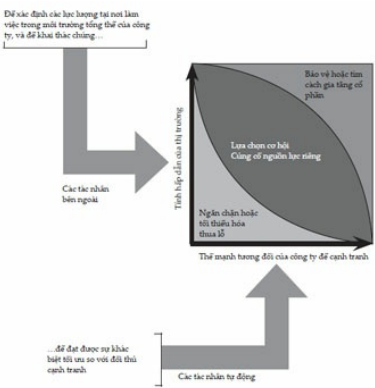 Để xác định các lực lượng tại nơi làm
việc trong môi trường tổng thể của công
ty, và để khai thác chúng...
Bảo vệ hoặc tìm
cách gia tăng cổ
phần
Tính hấp dẫn của thị trường
Lựa chọn cơ hội
Củng cố nguồn lực riêng
Các tác nhân
bên ngoài
Ngăn chặn hoặc
tối thiểu hóa
thua lỗ
Thế mạnh tương đối của công ty để cạnh tranh
...để đạt được sự khác
biệt tối ưu so với đối thủ
cạnh tranh
Các tác nhân tự động